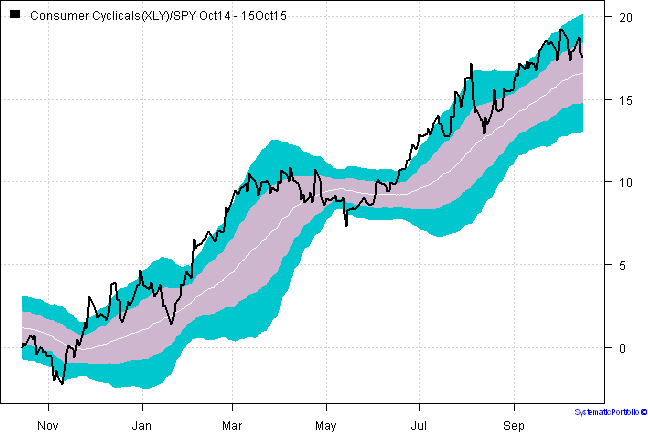 Consumer Cyclicals(XLY)/SPY Oct14 - 15Oct15
20
15
10
5
0
Nov Jan Mar May Jul Sep
SystematicPortfolio ©